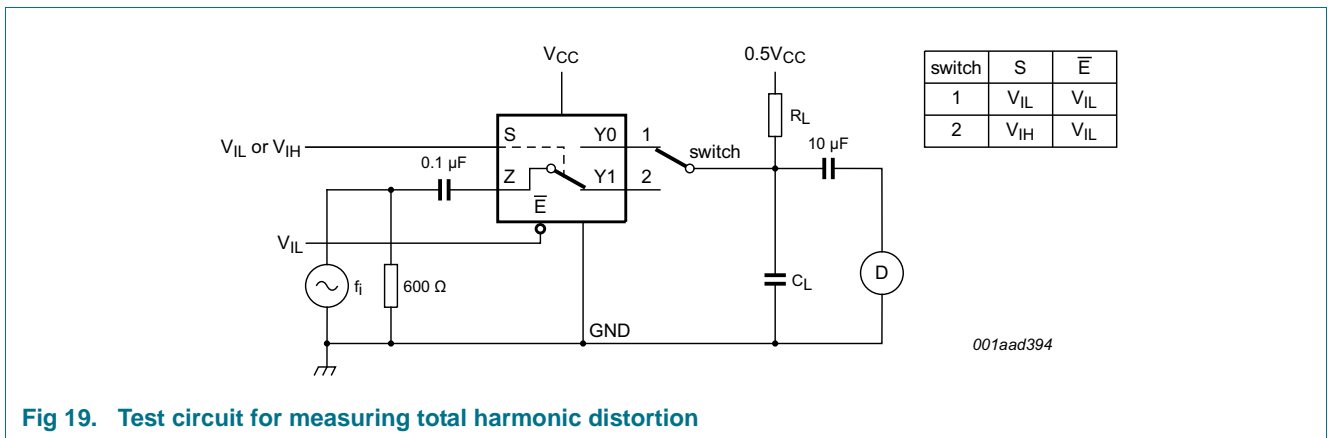 VCC
0.5VCC
switch S E̅
1 VIL VIL
2 VIH VIL
RL
S Y0 1
switch
10 µF
VIL or VIH
0.1 µF
Z Y1 2
E̅
VIL
fi
600 Ω
CL
D
GND
001aad394
Fig 19. Test circuit for measuring total harmonic distortion